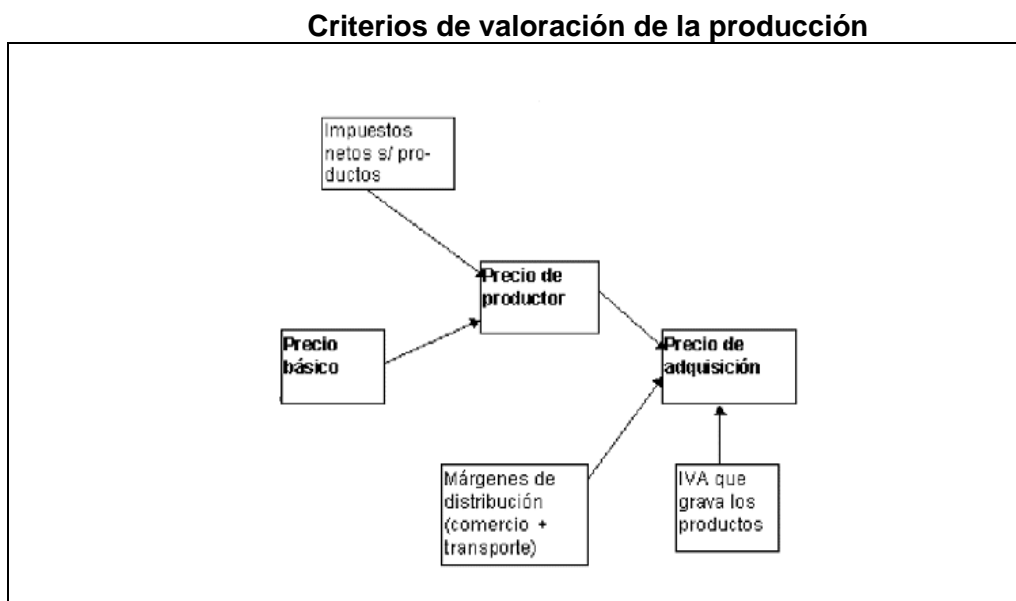 Criterios de valoración de la producción
Impuestos
netos s/ pro-
ductos
Precio de
productor
Precio
básico
Precio de
adquisición
Márgenes de
distribución
(comercio +
transporte)
IVA que
grava los
productos